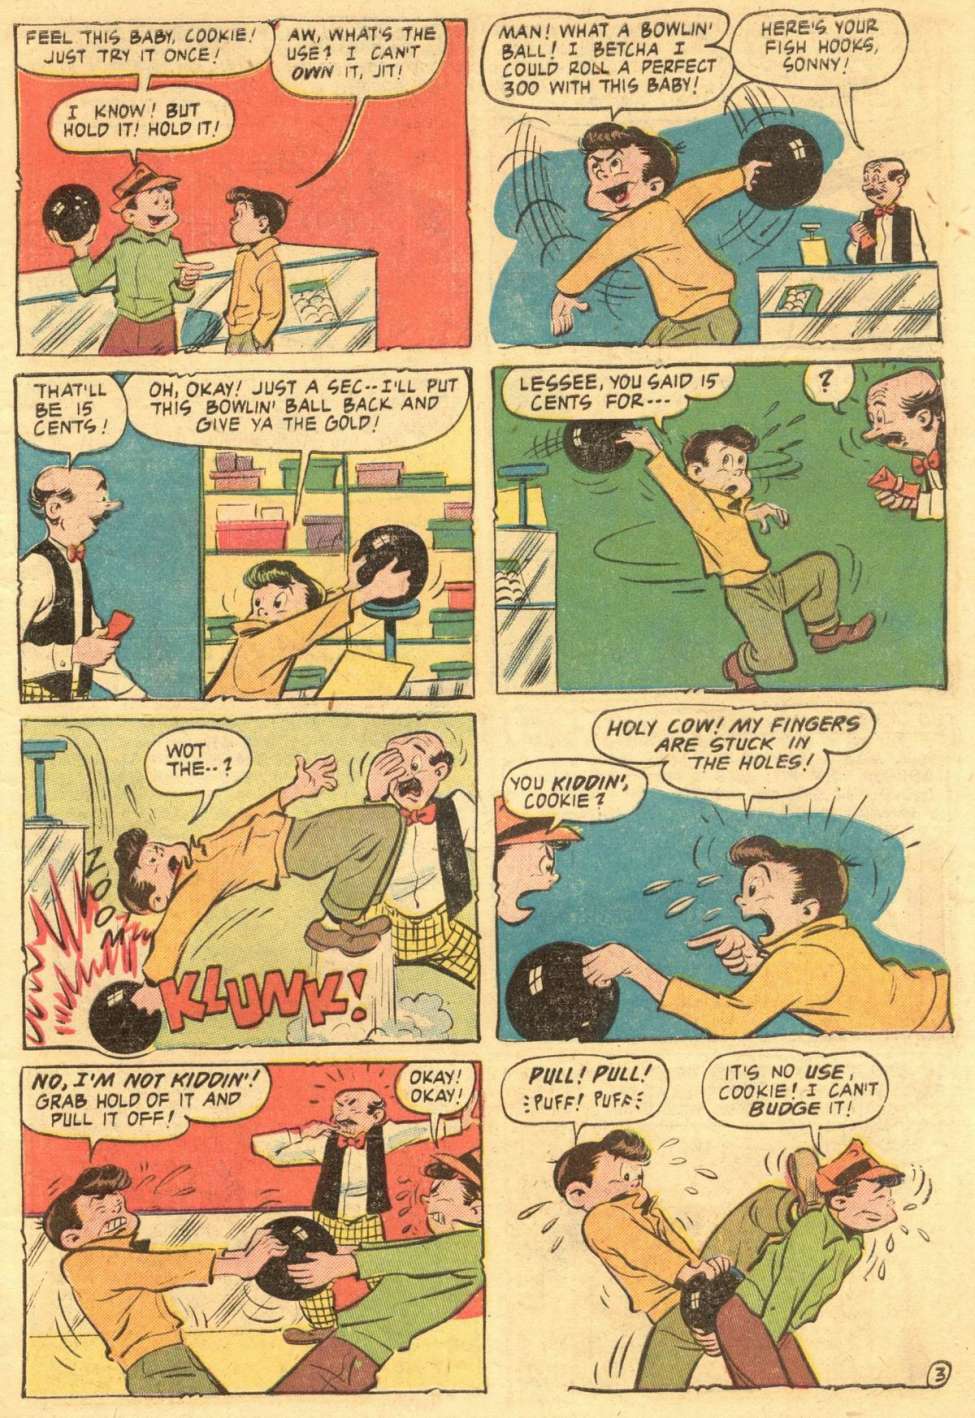 FEEL THIS BABY, COOKIE!
JUST TRY IT ONCE!
AW, WHAT'S THE
USE? I CAN'T
OWN IT, JIT!
I KNOW! BUT
HOLD IT! HOLD IT!
MAN! WHAT A BOWLIN'
BALL! I BETCHA I
COULD ROLL A PERFECT
300 WITH THIS BABY!
HERE'S YOUR
FISH HOOKS,
SONNY!
THAT'LL
BE 15
CENTS!
OH, OKAY! JUST A SEC--I'LL PUT
THIS BOWLIN' BALL BACK AND
GIVE YA THE GOLD!
LESSEE, YOU SAID 15
CENTS FOR---
?
WOT
THE--?
ZOOM
KLUNK!
HOLY COW! MY FINGERS
ARE STUCK IN
THE HOLES!
YOU KIDDIN',
COOKIE?
NO, I'M NOT KIDDIN'!
GRAB HOLD OF IT AND
PULL IT OFF!
OKAY!
OKAY!
PULL! PULL!
PUFF! PUFF!
IT'S NO USE,
COOKIE! I CAN'T
BUDGE IT!
3